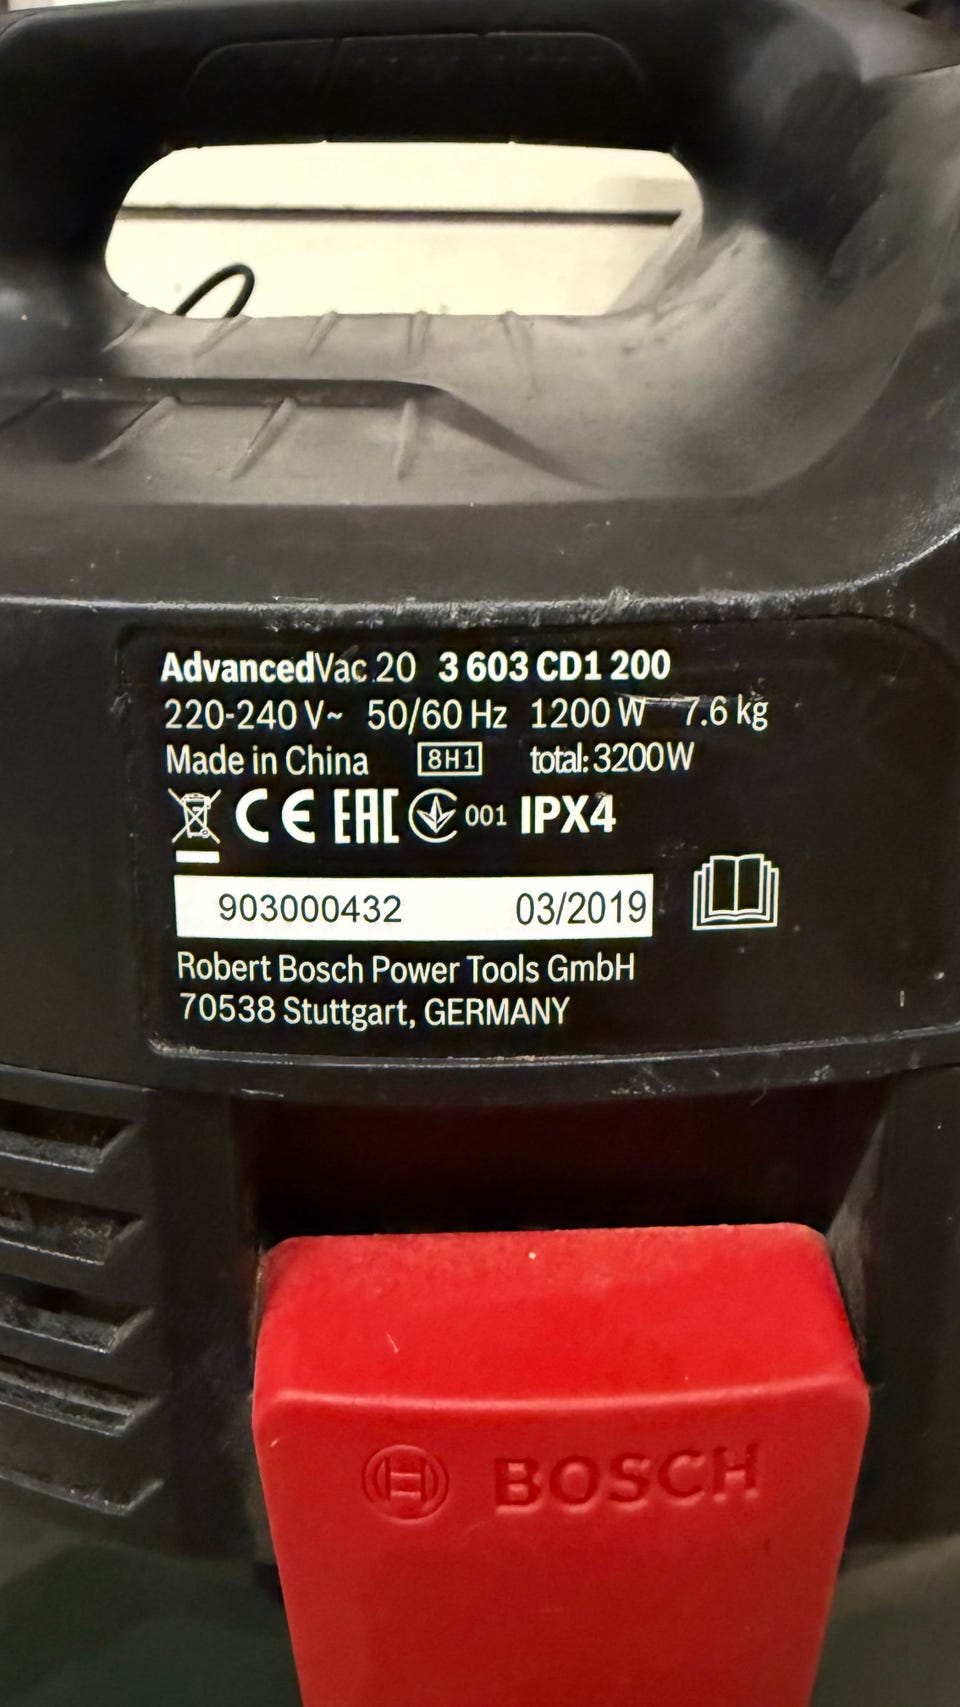 AdvancedVac 20 3 603 CD1 200
220-240 V~ 50/60 Hz 1200 W 7.6 kg
Made in China 8H1 total: 3200W
CE EAC 001 IPX4
903000432 03/2019
Robert Bosch Power Tools GmbH
70538 Stuttgart, GERMANY
BOSCH